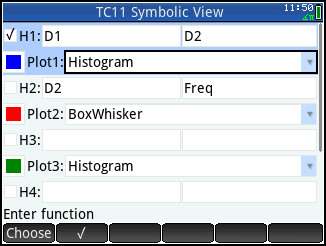 TC11 Symbolic View 11:50
✓ H1: D1 D2
Plot1: Histogram
H2: D2 Freq
Plot2: BoxWhisker
H3:
Plot3: Histogram
H4:
Enter function
Choose ✓